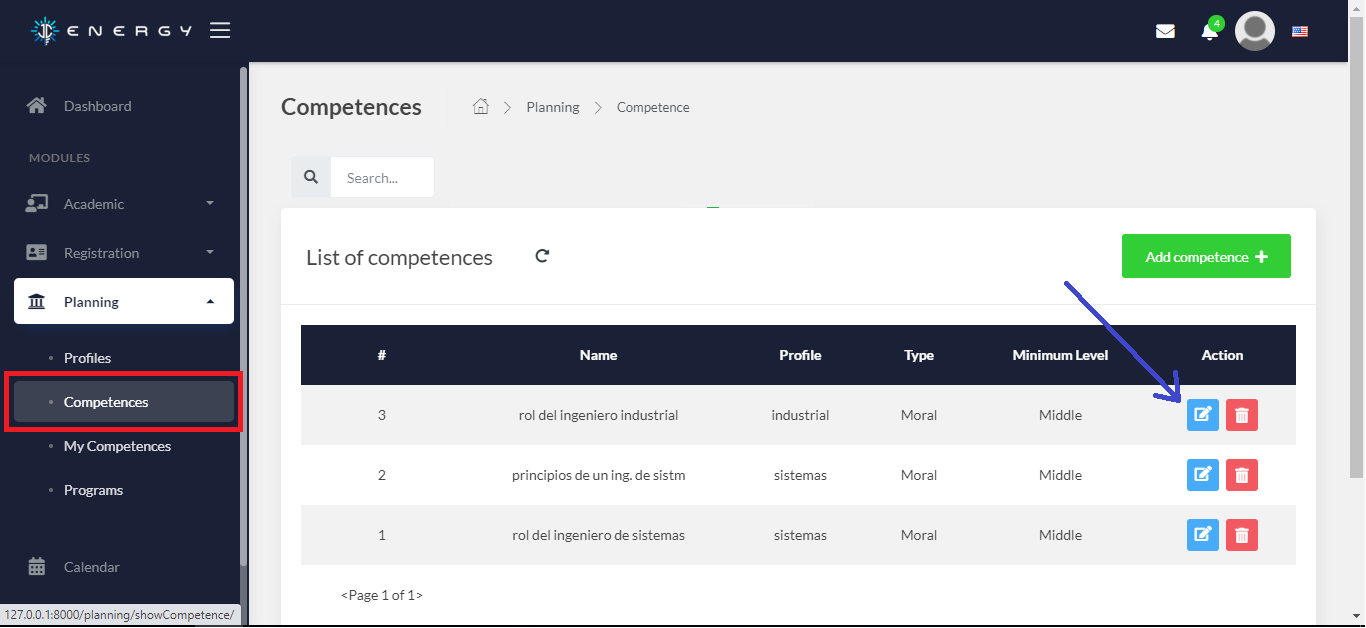 JD ENERGY
4
Dashboard
MODULES
Academic
Registration
Planning
Profiles
Competences
My Competences
Programs
Calendar
127.0.0.1:8000/planning/showCompetence/
Competences Planning Competence
Search...
List of competences Add competence +
# Name Profile Type Minimum Level Action
3 rol del ingeniero industrial industrial Moral Middle
2 principios de un ing. de sistm sistemas Moral Middle
1 rol del ingeniero de sistemas sistemas Moral Middle
<Page 1 of 1>